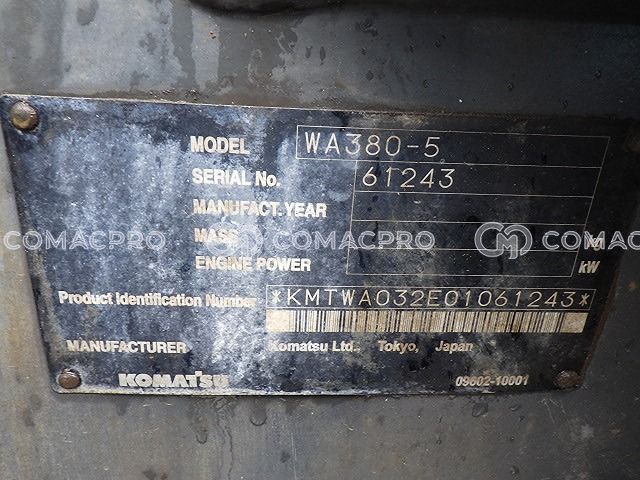 MODEL WA380-5
SERIAL No. 61243
MANUFACT. YEAR
MASS kg
ENGINE POWER kW
COMACPRO COMACPRO COMAC
Product Identification Number *KMTWA032E01061243*
MANUFACTURER Komatsu Ltd., Tokyo, Japan
KOMATSU 09602-10001